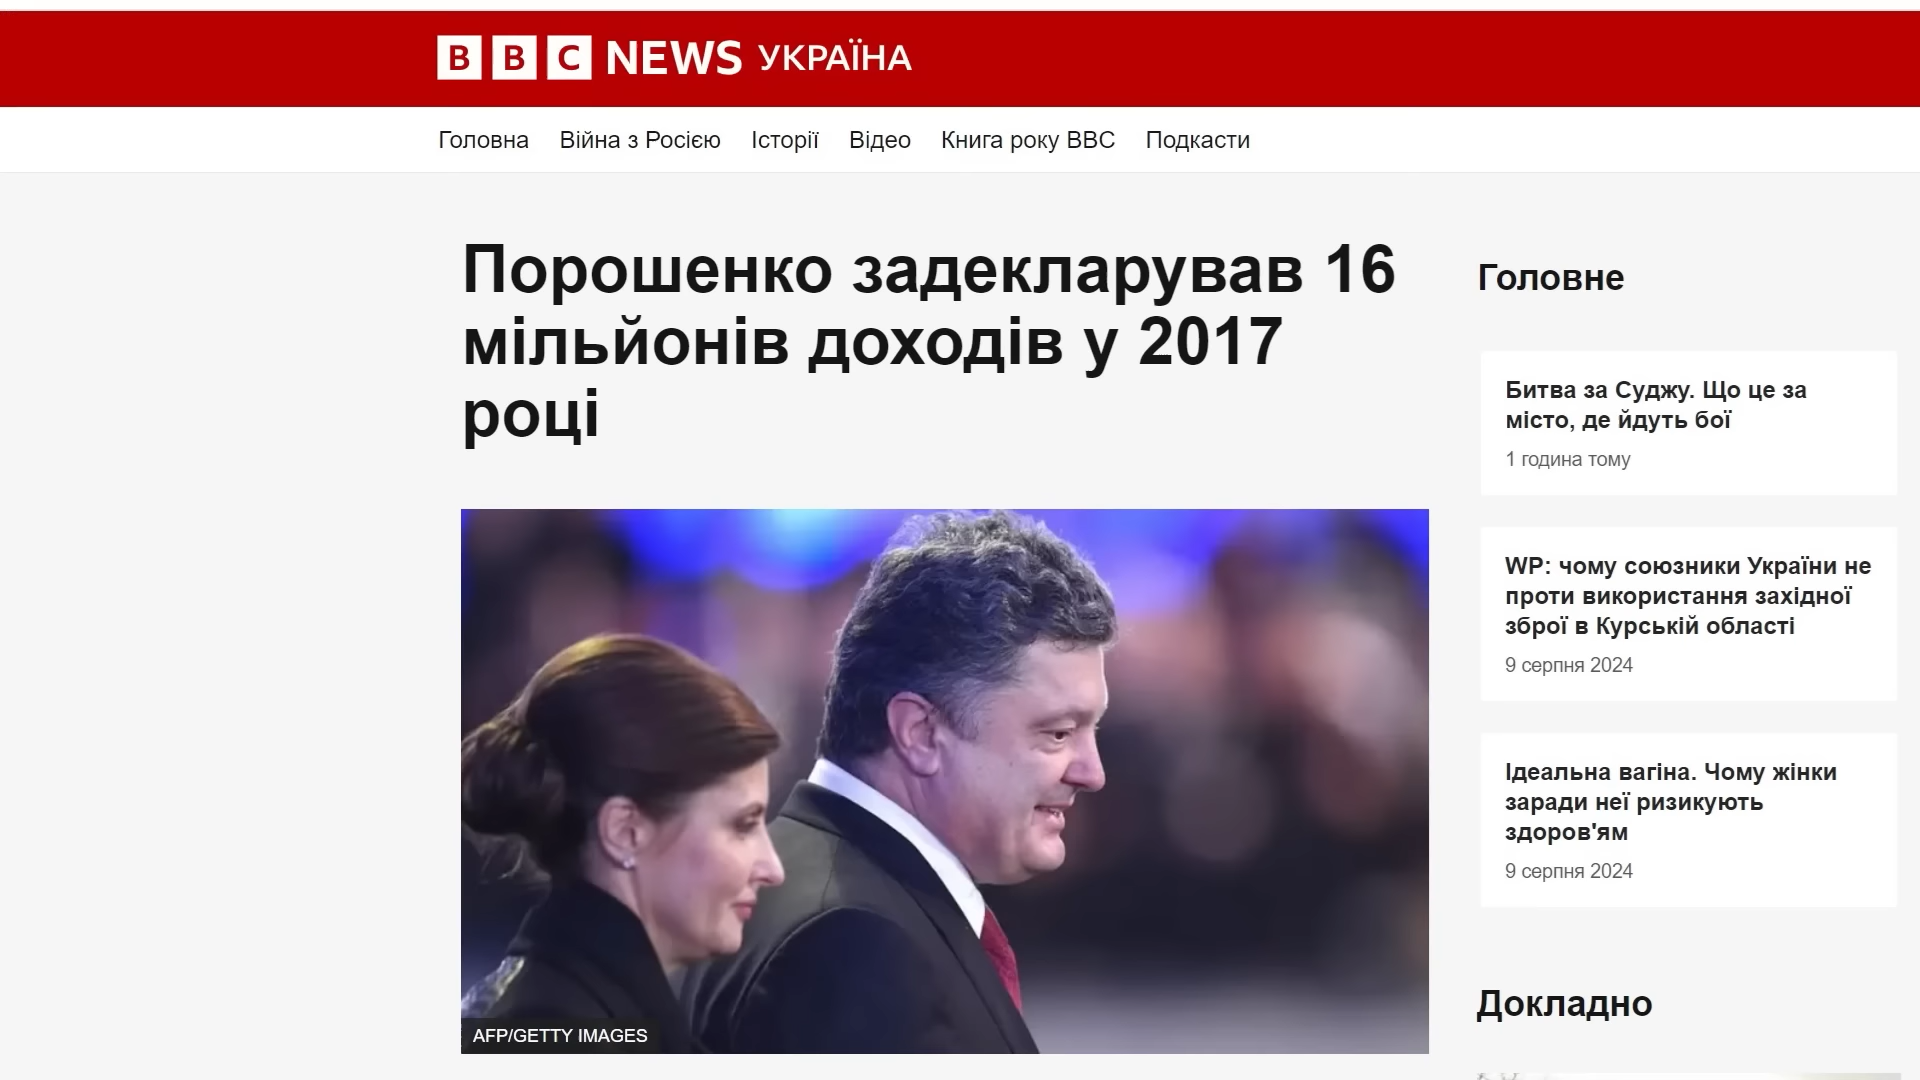 BBC NEWS УКРАЇНА
Головна Війна з Росією Історії Відео Книга року BBC Подкасти
Порошенко задекларував 16
мільйонів доходів у 2017
році
AFP/GETTY IMAGES
Головне
Битва за Суджу. Що це за
місто, де йдуть бої
1 година тому
WP: чому союзники України не
проти використання західної
зброї в Курській області
9 серпня 2024
Ідеальна вагіна. Чому жінки
заради неї ризикують
здоров'ям
9 серпня 2024
Докладно